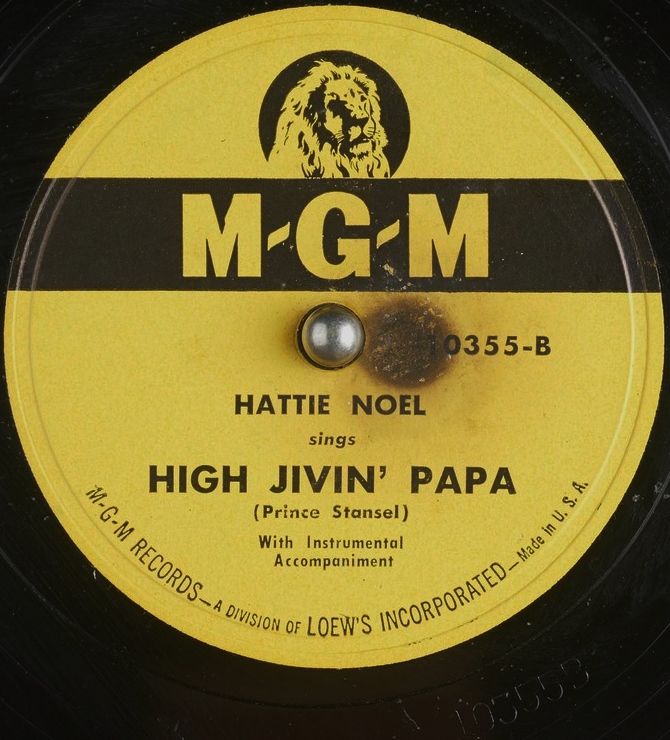 M-G-M
10355-B
HATTIE NOEL
sings
HIGH JIVIN' PAPA
(Prince Stansel)
With Instrumental
Accompaniment
M-G-M RECORDS—A DIVISION OF LOEW'S INCORPORATED—Made in U. S. A.